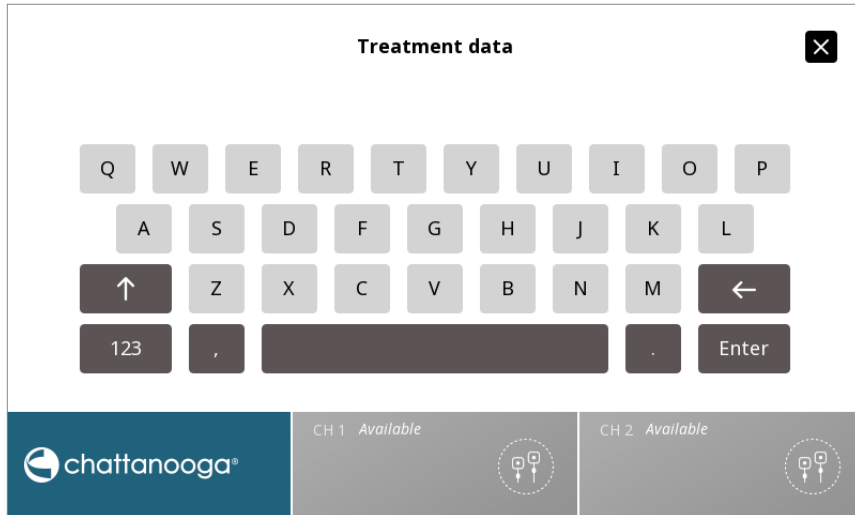 Treatment data
Q W E R T Y U I O P
A S D F G H J K L
Z X C V B N M
123 , . Enter
CH 1 Available
CH 2 Available
chattanooga®